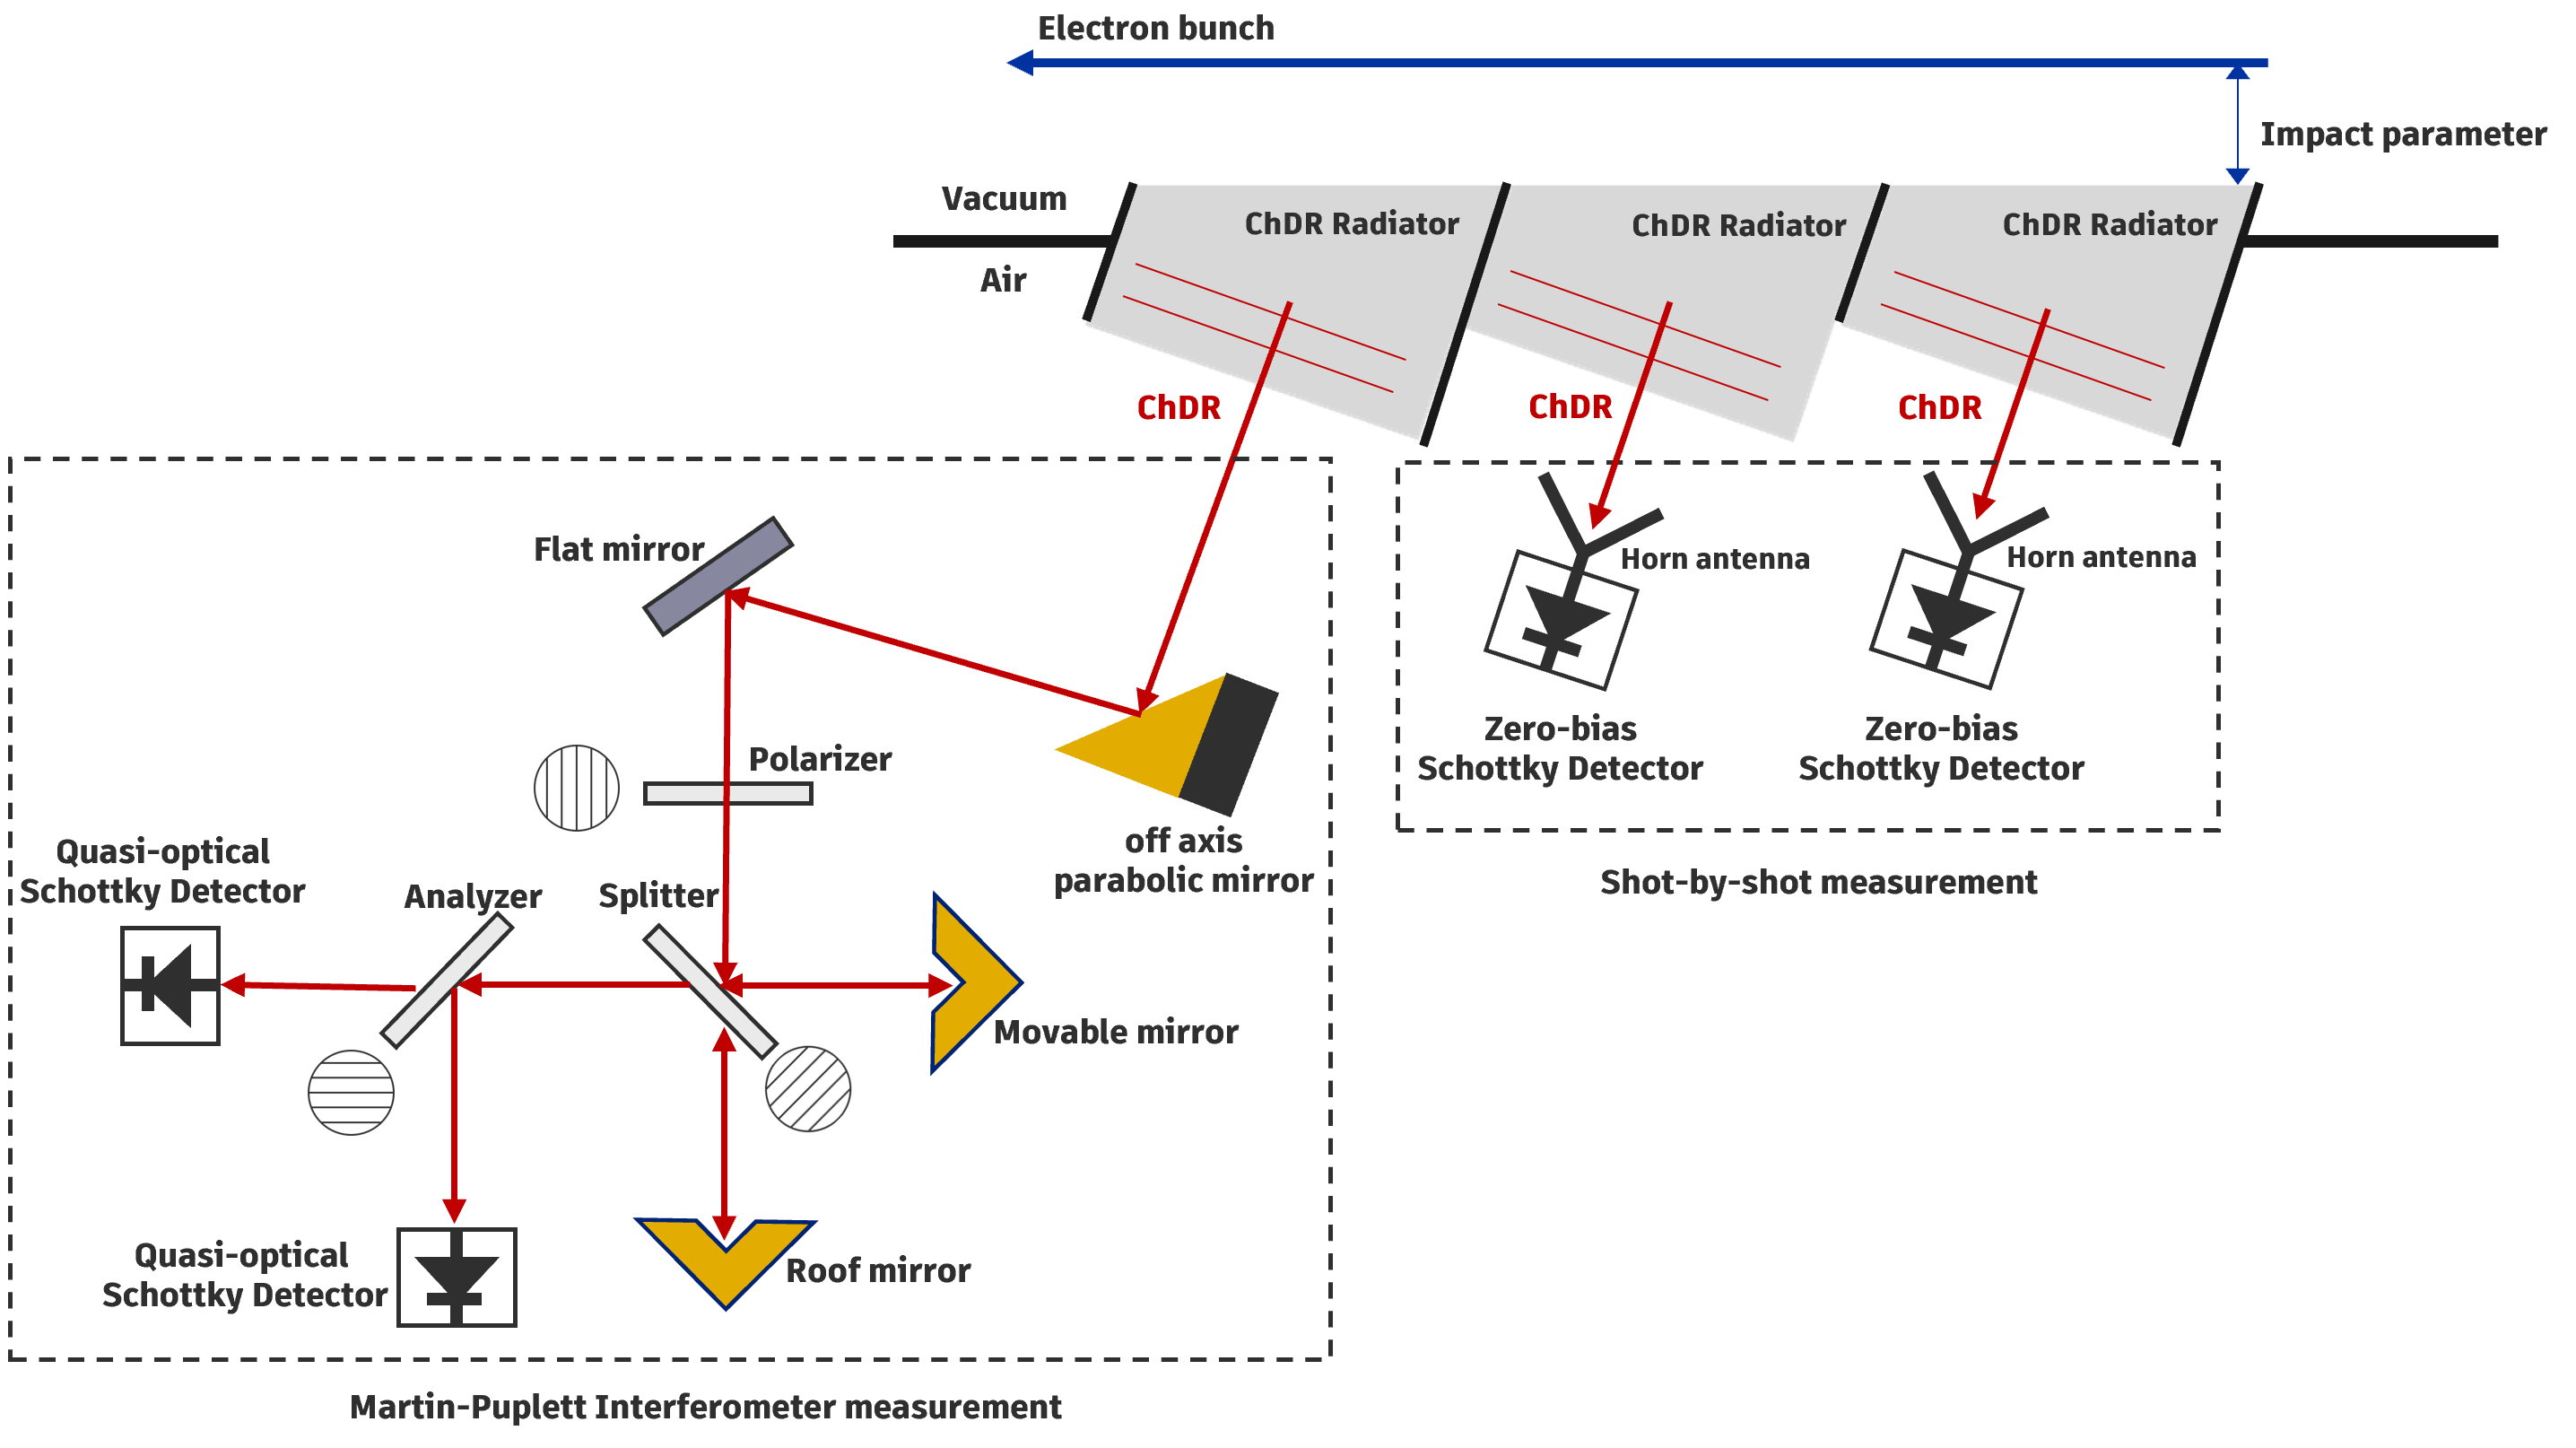 Electron bunch
Impact parameter
Vacuum
Air
ChDR Radiator
ChDR Radiator
ChDR Radiator
ChDR
ChDR
ChDR
Flat mirror
Horn antenna
Horn antenna
Zero-bias
Schottky Detector
Zero-bias
Schottky Detector
Polarizer
off axis
parabolic mirror
Shot-by-shot measurement
Quasi-optical
Schottky Detector
Analyzer
Splitter
Movable mirror
Quasi-optical
Schottky Detector
Roof mirror
Martin-Puplett Interferometer measurement